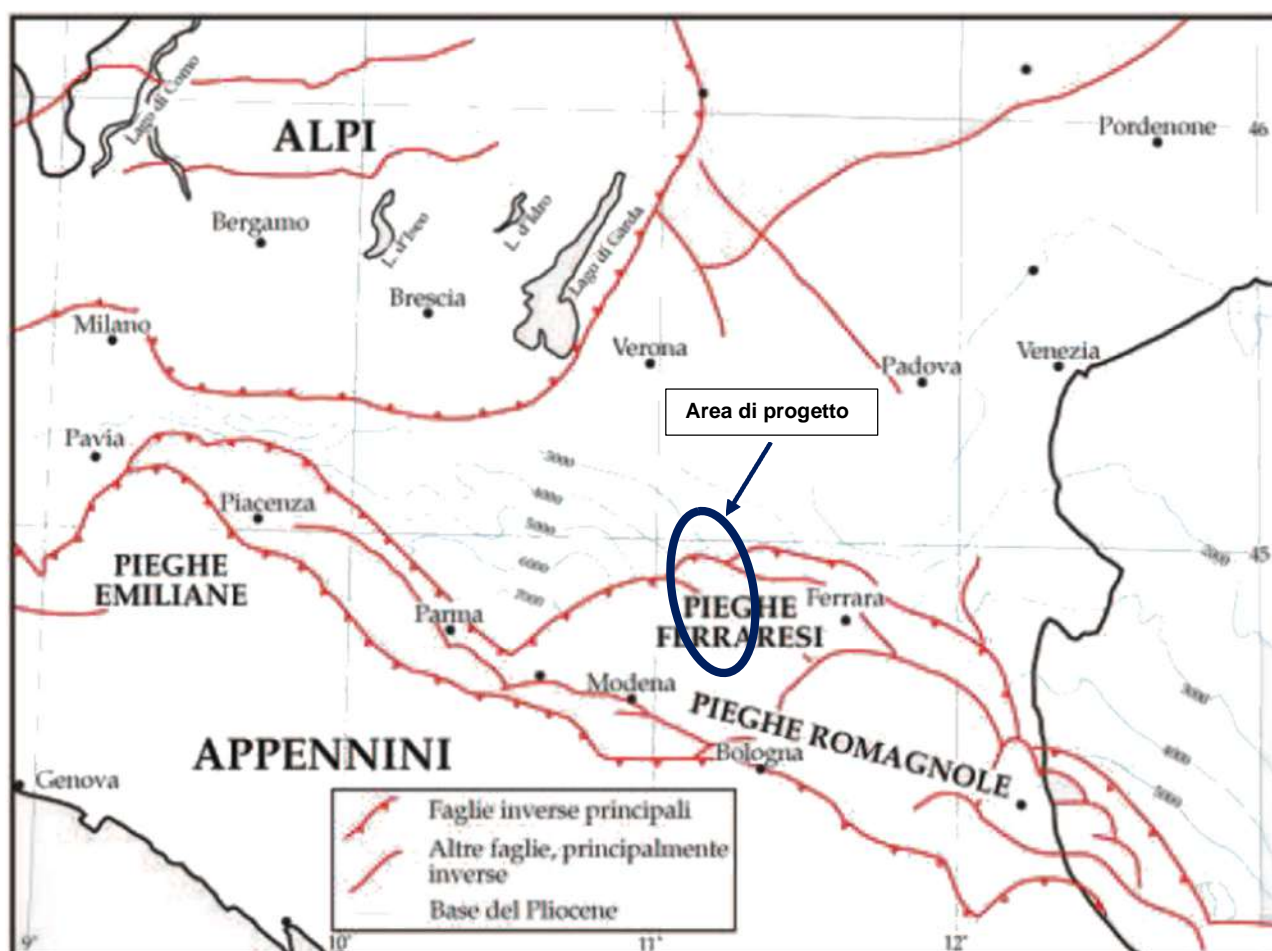 Lago di Como
ALPI
Pordenone
46
Bergamo
L. d'Iseo
L. d'Idro
Lago di Garda
Brescia
Milano
Verona
Padova
Venezia
Area di progetto
Pavia
3000
4000
5000
6000
7000
Piacenza
2000
45
PIEGHE
EMILIANE
Parma
PIEGHE
FERRARESI
Ferrara
Modena
3000
PIEGHE ROMAGNOLE
4000
5000
APPENNINI
Bologna
Genova
Faglie inverse principali
Altre faglie, principalmente
inverse
Base del Pliocene
9°
10°
11°
12°